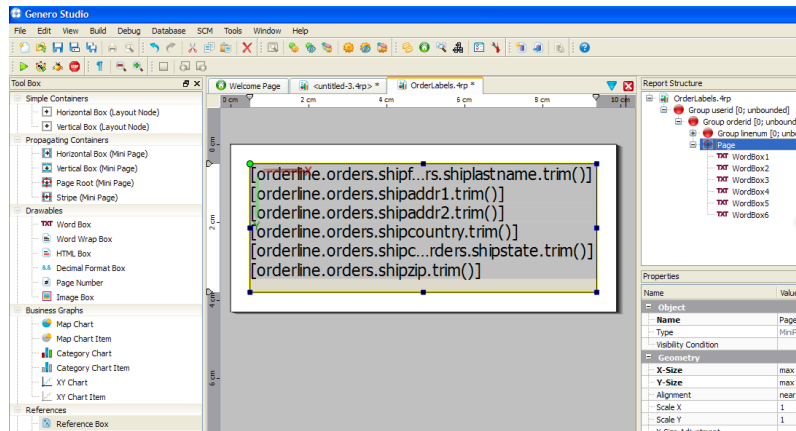 Genero Studio
File Edit View Build Debug Database SCM Tools Window Help
Tool Box
Simple Containers
Horizontal Box (Layout Node)
Vertical Box (Layout Node)
Propagating Containers
Horizontal Box (Mini Page)
Vertical Box (Mini Page)
Page Root (Mini Page)
Stripe (Mini Page)
Drawables
TXT Word Box
Word Wrap Box
HTML Box
Decimal Format Box
Page Number
Image Box
Business Graphs
Map Chart
Map Chart Item
Category Chart
Category Chart Item
XY Chart
XY Chart Item
References
Reference Box
Welcome Page <untitled-3.4rp> * OrderLabels.4rp *
0 cm 2 cm 4 cm 6 cm 8 cm 10 cm
0 cm
2 cm
4 cm
6 cm
[orderline.orders.shipf...rs.shiplastname.trim()]
[orderline.orders.shipaddr1.trim()]
[orderline.orders.shipaddr2.trim()]
[orderline.orders.shipcountry.trim()]
[orderline.orders.shipc...rders.shipstate.trim()]
[orderline.orders.shipzip.trim()]
X
Y
Report Structure
OrderLabels.4rp
Group userid [0; unbounded]
Group orderid [0; unbound
Group linenum [0; unbo
Page
TXT WordBox1
TXT WordBox2
TXT WordBox3
TXT WordBox4
TXT WordBox5
TXT WordBox6
Properties
Name Value
Object
Name Page
Type MiniP
Visibility Condition
Geometry
X-Size max
Y-Size max
Alignment near
Scale X 1
Scale Y 1